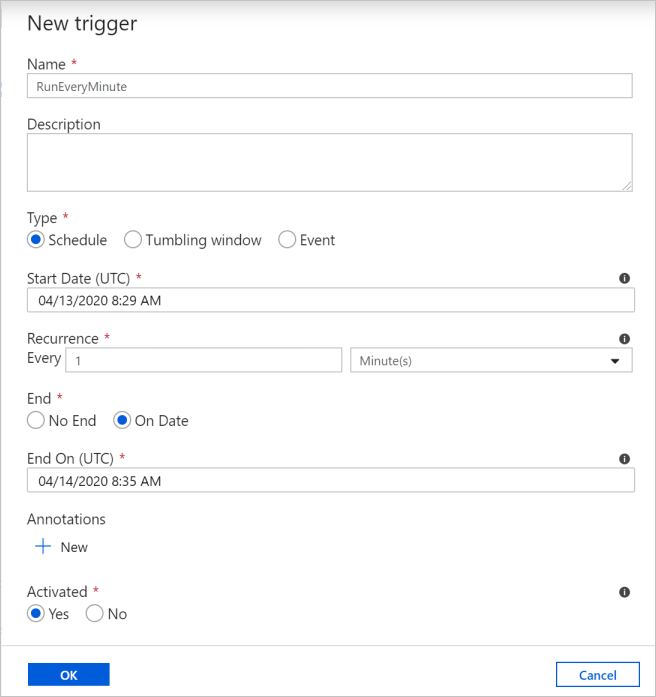 New trigger
Name *
RunEveryMinute
Description
Type *
Schedule Tumbling window Event
Start Date (UTC) *
04/13/2020 8:29 AM
Recurrence *
Every 1 Minute(s)
End *
No End On Date
End On (UTC) *
04/14/2020 8:35 AM
Annotations
+ New
Activated *
Yes No
OK Cancel